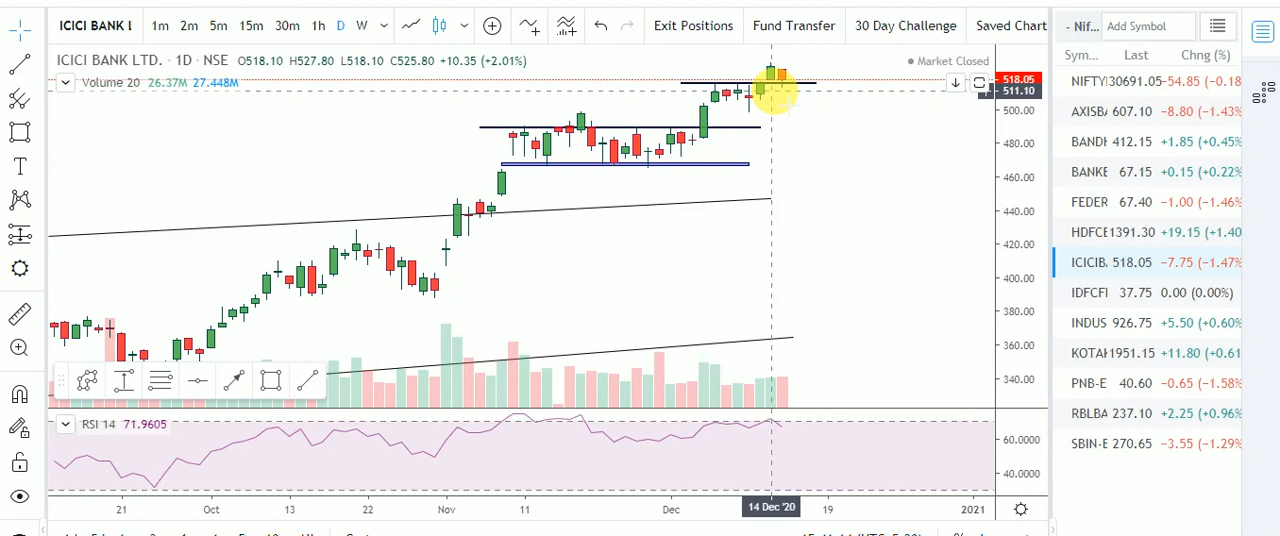 ICICI BANK I 1m 2m 5m 15m 30m 1h D W Exit Positions Fund Transfer 30 Day Challenge Saved Chart
- Nif... Add Symbol
ICICI BANK LTD. · 1D · NSE O518.10 H527.80 L518.10 C525.80 +10.35 (+2.01%) Market Closed
Volume 20 26.37M 27.448M
Sym... Last Chng (%)
NIFTY 30691.05 -54.85 (-0.18
AXISB 607.10 -8.80 (-1.43%
BANDI 412.15 +1.85 (+0.45%
BANKE 67.15 +0.15 (+0.22%
FEDER 67.40 -1.00 (-1.46%
HDFCE 1391.30 +19.15 (+1.40
ICICIB. 518.05 -7.75 (-1.47%
IDFCFI 37.75 0.00 (0.00%)
INDUS 926.75 +5.50 (+0.60%
KOTAI 1951.15 +11.80 (+0.61
PNB-E 40.60 -0.65 (-1.58%
RBLBA 237.10 +2.25 (+0.96%
SBIN-E 270.65 -3.55 (-1.29%
518.05
511.10
500.00
480.00
460.00
440.00
420.00
400.00
380.00
360.00
340.00
RSI 14 71.9605
60.0000
40.0000
21 Oct 13 22 Nov 11 Dec 14 Dec '20 19 2021